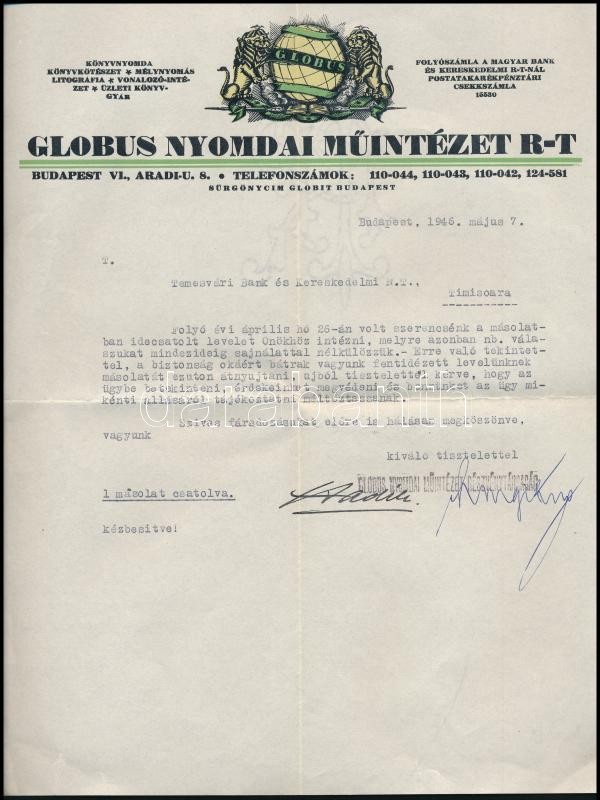 KÖNYVNYOMDA
KÖNYVKÖTÉSZET ★ MÉLYNYOMÁS
LITOGRÁFIA ★ VONALOZÓ-INTÉ-
ZET ★ ÜZLETI KÖNYV-
GYÁR
GLOBUS
FOLYÓSZÁMLA A MAGYAR BANK
ÉS KERESKEDELMI R-T-NÁL
POSTATAKARÉKPÉNZTÁRI
CSEKKSZÁMLA
15530
GLOBUS NYOMDAI MŰINTÉZET R-T
BUDAPEST VI., ARADI-U. 8. • TELEFONSZÁMOK: 110-044, 110-043, 110-042, 124-581
SÜRGÖNYCIM GLOBIT BUDAPEST
Budapest, 1946. május 7.
T.
Temesvári Bank és Kereskedelmi R.T.,
Timisoara
Folyó évi április hó 26-án volt szerencsénk a másolat-
ban idecsatolt levelet Önökhöz intézni, melyre azonban nb. vála-
szukat mindezideig sajnálattal nélkülözzük.- Erre való tekintet-
tel, a biztonság okáért bátrak vagyunk fentidézett levelünknek
másolatát ezuton átnyujtani, ujból tisztelettel kérve, hogy az
ügybe betekinteni, érdekeinket megvédeni és bennünket az ügy mi-
kénti állásáról tájékoztatni méltóztassanak.
Szives fáradozásukat előre is hálásan megköszönve,
vagyunk
kiváló tisztelettel
GLOBUS NYOMDAI MŰINTÉZET RÉSZVÉNYTÁRSASÁG
1 másolat csatolva.
kézbesitve!
darabanth